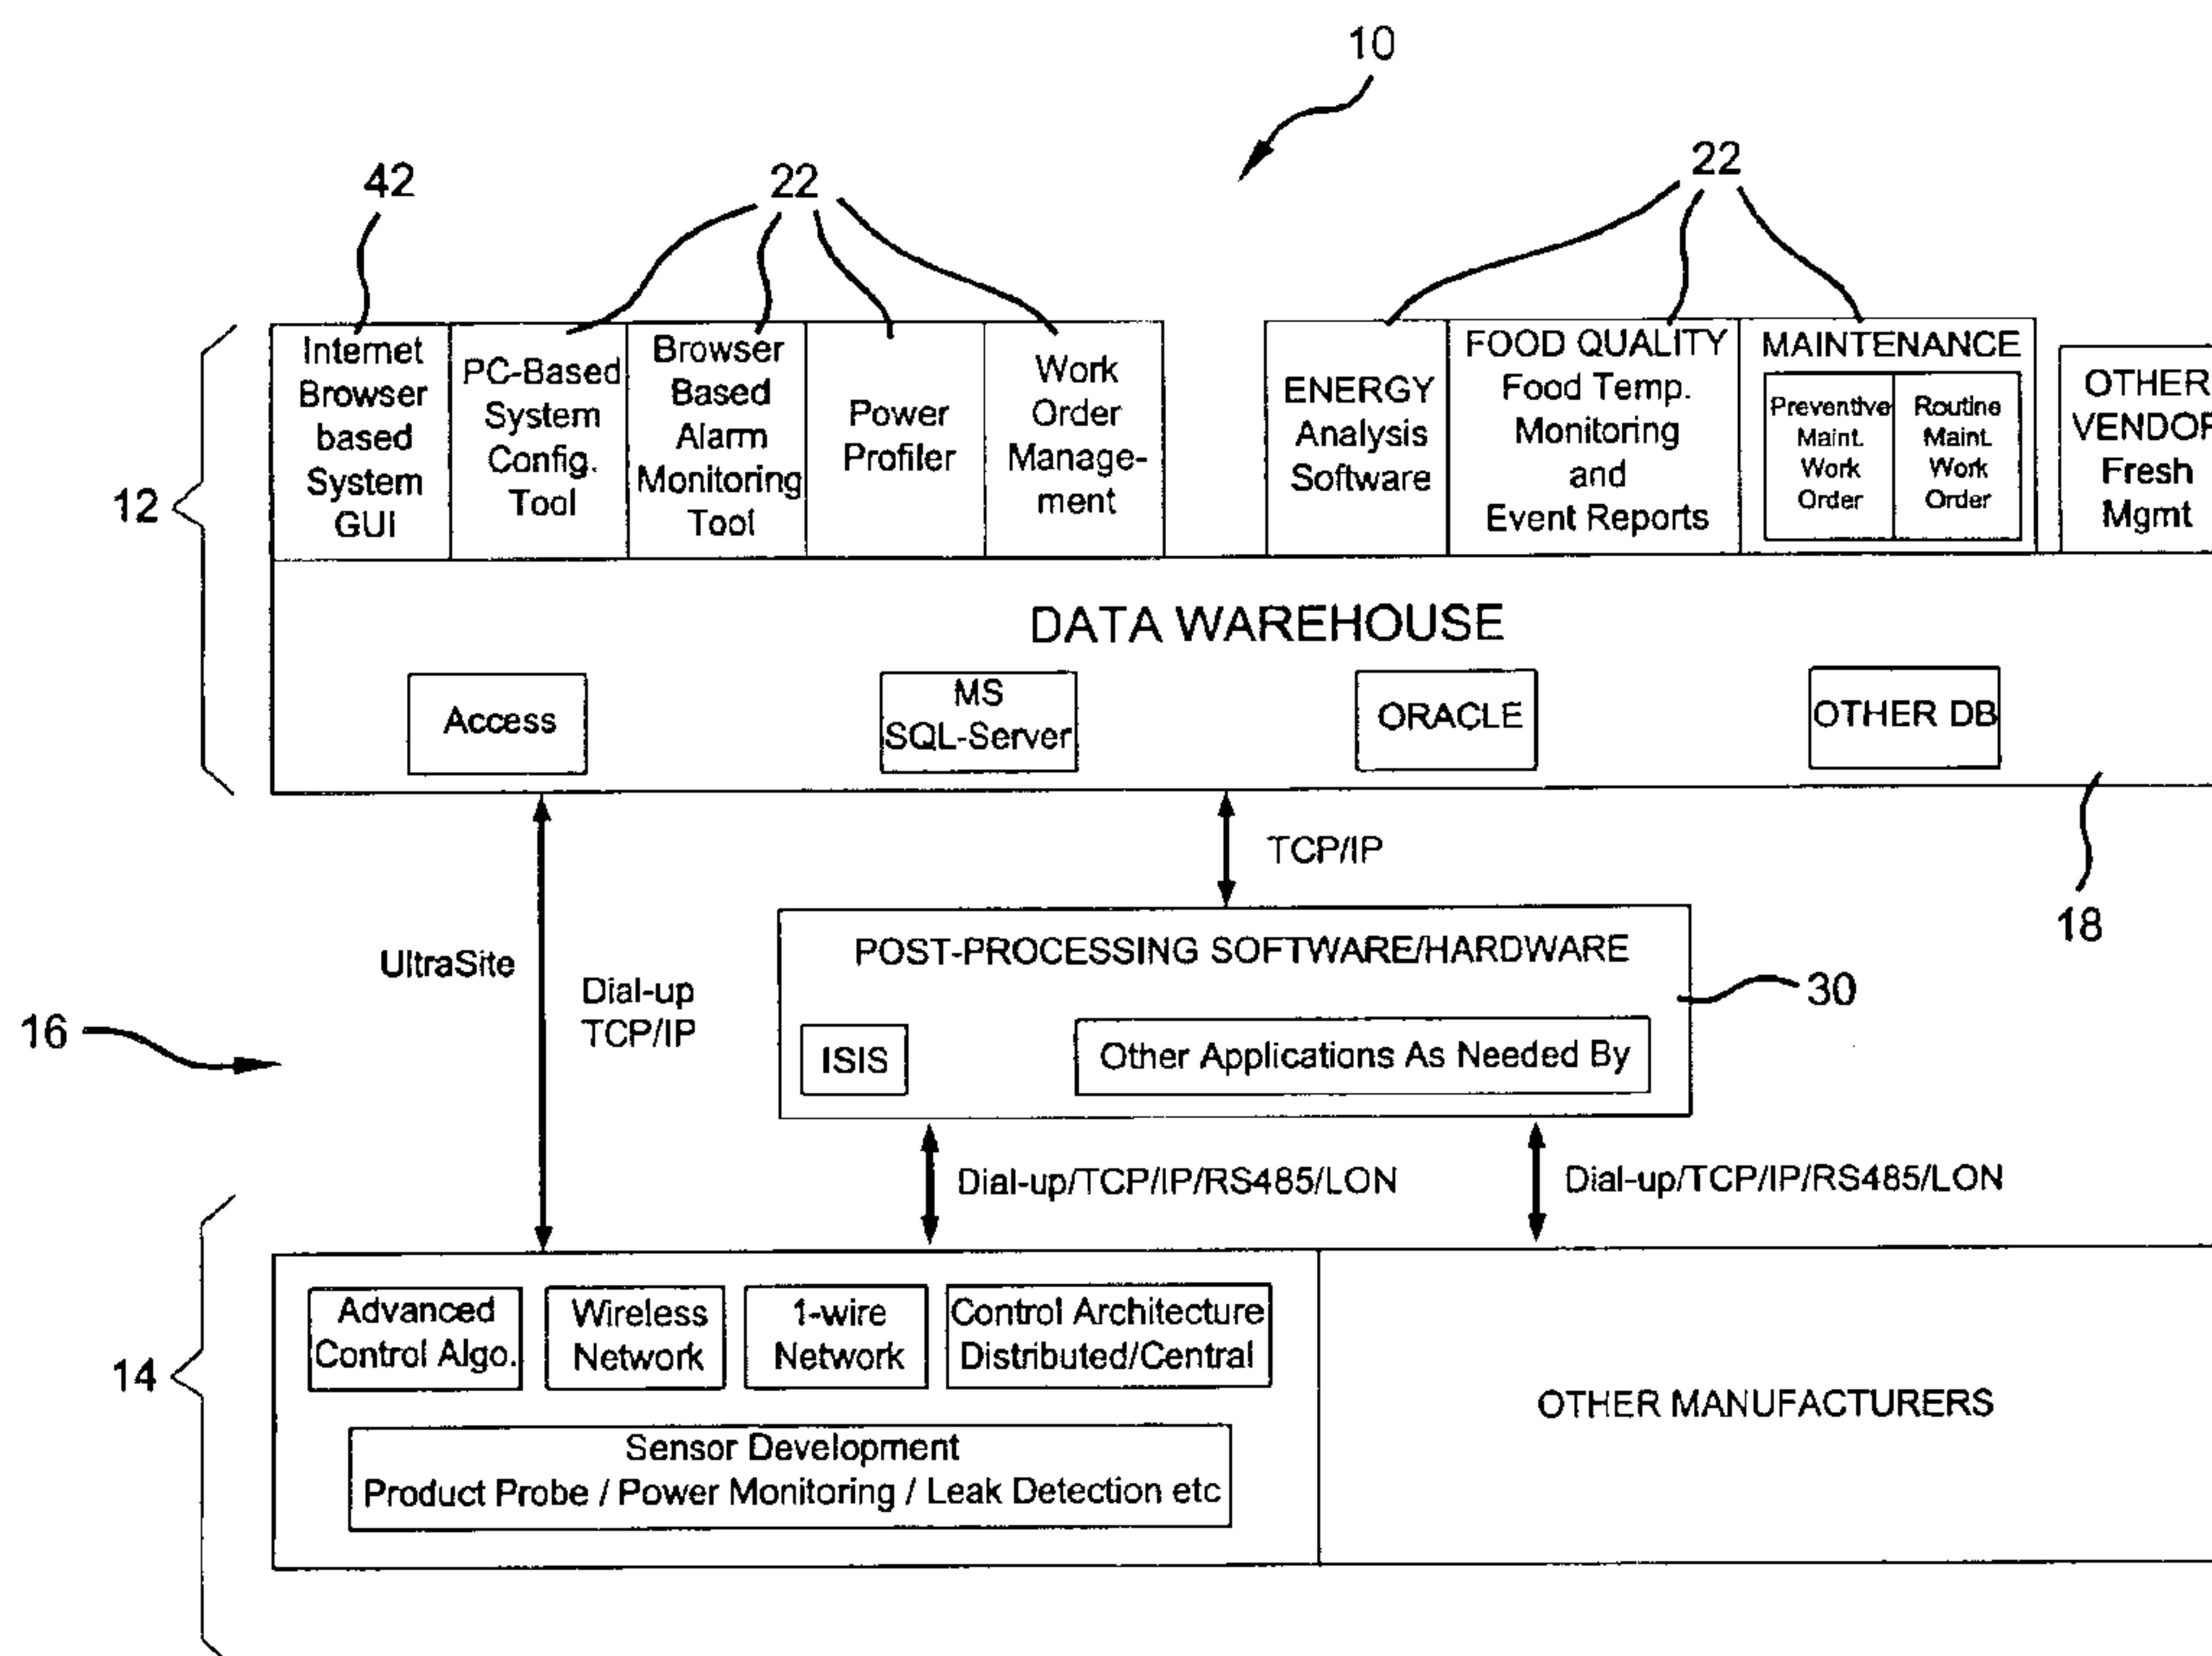 10
42
22
22
12
Internet
Browser
based
System
GUI
PC-Based
System
Config.
Tool
Browser
Based
Alarm
Monitoring
Tool
Power
Profiler
Work
Order
Manage-
ment
ENERGY
Analysis
Software
FOOD QUALITY
Food Temp.
Monitoring
and
Event Reports
MAINTENANCE
Preventive
Maint.
Work
Order
Routine
Maint.
Work
Order
OTHER
VENDOR
Fresh
Mgmt
DATA WAREHOUSE
Access
MS
SQL-Server
ORACLE
OTHER DB
18
TCP/IP
UltraSite
Dial-up
TCP/IP
16
POST-PROCESSING SOFTWARE/HARDWARE
30
ISIS
Other Applications As Needed By
Dial-up/TCP/IP/RS485/LON
Dial-up/TCP/IP/RS485/LON
14
Advanced
Control Algo.
Wireless
Network
1-wire
Network
Control Architecture
Distributed/Central
Sensor Development
Product Probe / Power Monitoring / Leak Detection etc
OTHER MANUFACTURERS